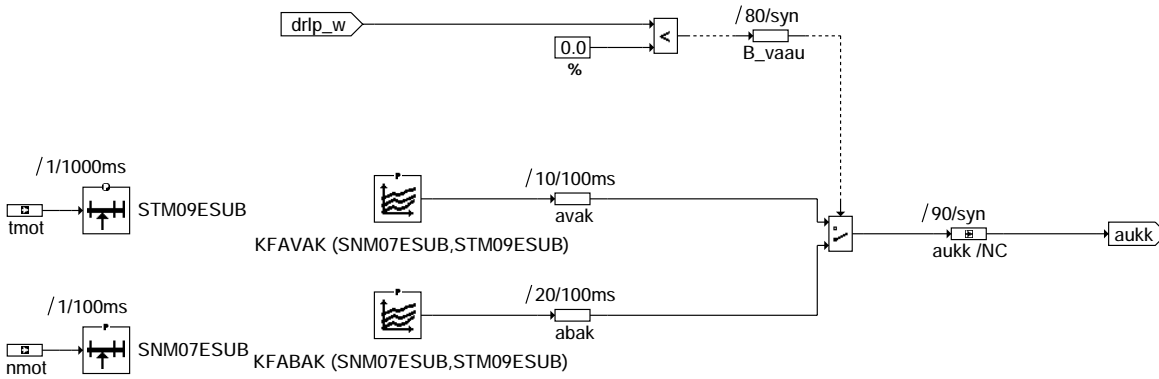 /80/syn
drlp_w
<
0.0
%
B_vaau
/1/1000ms
STM09ESUB
tmot
/10/100ms
avak
KFAVAK (SNM07ESUB,STM09ESUB)
/90/syn
aukk
aukk /NC
/1/100ms
SNM07ESUB
nmot
/20/100ms
abak
KFABAK (SNM07ESUB,STM09ESUB)